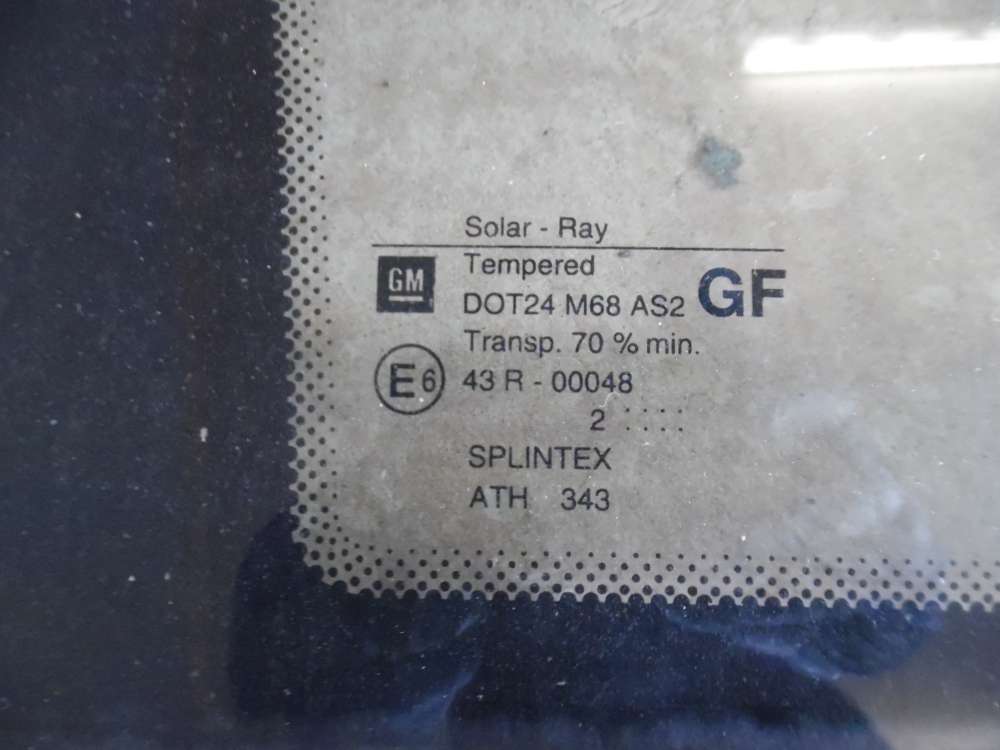 Solar - Ray
GM
Tempered
DOT24 M68 AS2 GF
Transp. 70 % min.
E6 43 R - 00048
2 ....
SPLINTEX
ATH 343